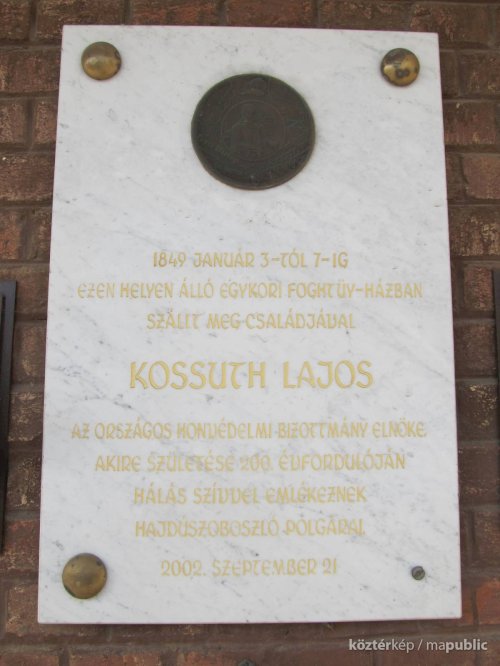 1849 JANUÁR 3-TÓL 7-IG
EZEN HELYEN ÁLLÓ EGYKORI FOGHTÜY-HÁZBAN
SZÁLLT MEG CSALÁDJÁVAL
KOSSUTH LAJOS
AZ ORSZÁGOS HONVÉDELMI BIZOTTMÁNY ELNÖKE
AKIRE SZÜLETÉSE 200. ÉVFORDULÓJÁN
HÁLÁS SZÍVVEL EMLÉKEZNEK
HAJDÚSZOBOSZLÓ POLGÁRAI.
2002. SZEPTEMBER 21
köztérkép / mapublic